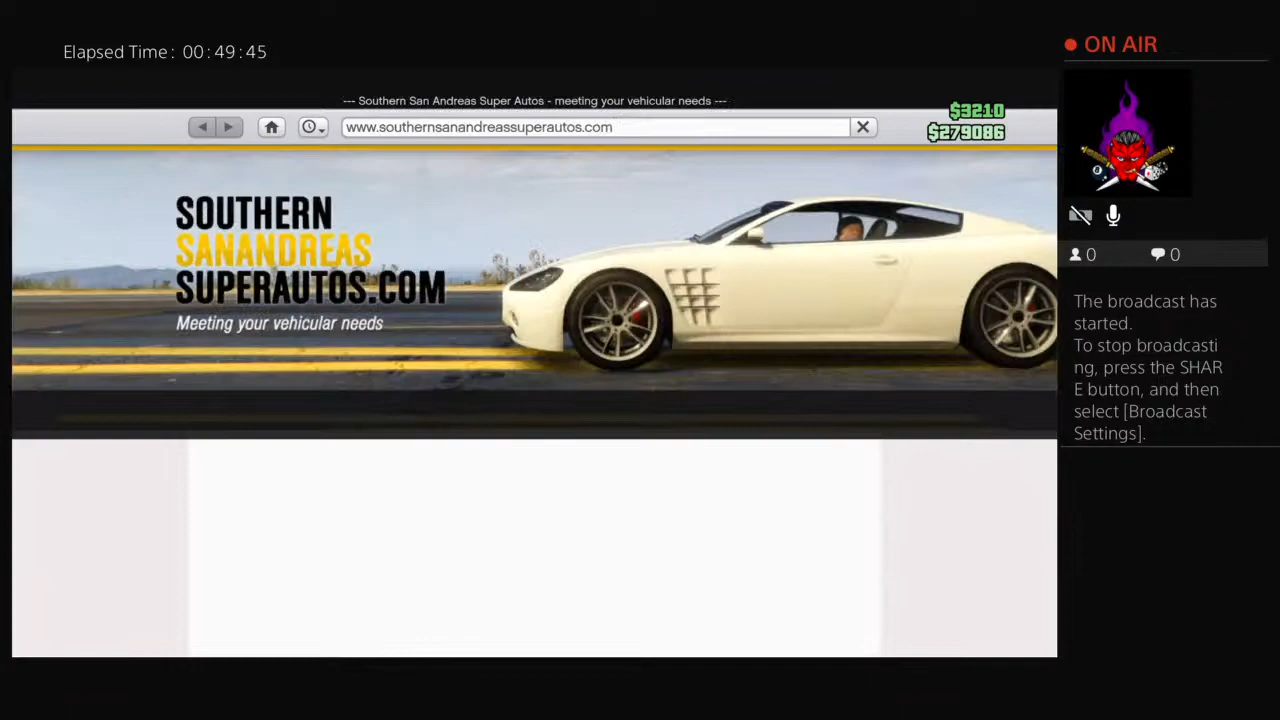 Elapsed Time: 00:49:45
ON AIR
--- Southern San Andreas Super Autos - meeting your vehicular needs ---
www.southernsanandreassuperautos.com
$3210
$279086
SOUTHERN
SANANDREAS
SUPERAUTOS.COM
Meeting your vehicular needs
0
0
The broadcast has
started.
To stop broadcasti
ng, press the SHAR
E button, and then
select [Broadcast
Settings].